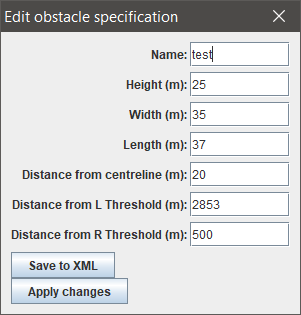 Edit obstacle specification
Name: test
Height (m): 25
Width (m): 35
Length (m): 37
Distance from centreline (m): 20
Distance from L Threshold (m): 2853
Distance from R Threshold (m): 500
Save to XML
Apply changes